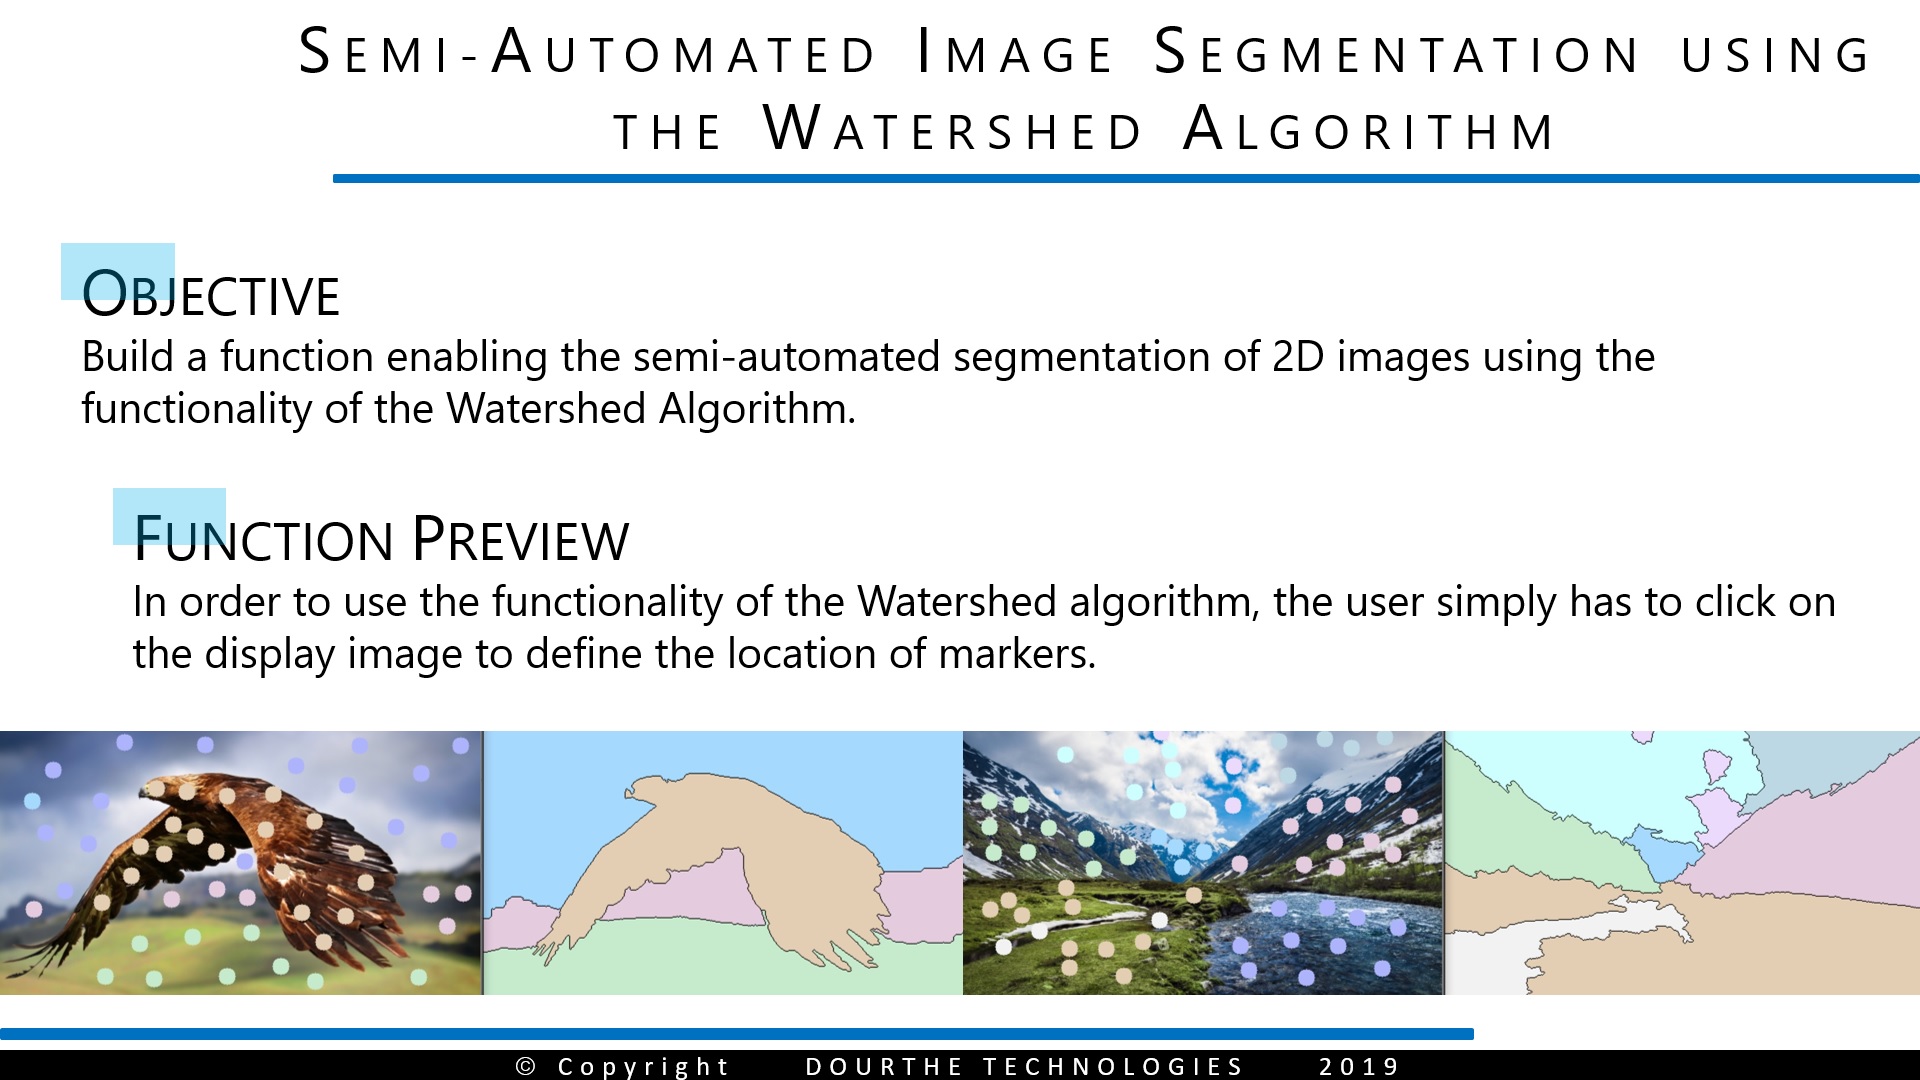 Semi-Automated Image Segmentation using
the Watershed Algorithm
Objective
Build a function enabling the semi-automated segmentation of 2D images using the
functionality of the Watershed Algorithm.
Function Preview
In order to use the functionality of the Watershed algorithm, the user simply has to click on
the display image to define the location of markers.
© Copyright DOURTHE TECHNOLOGIES 2019